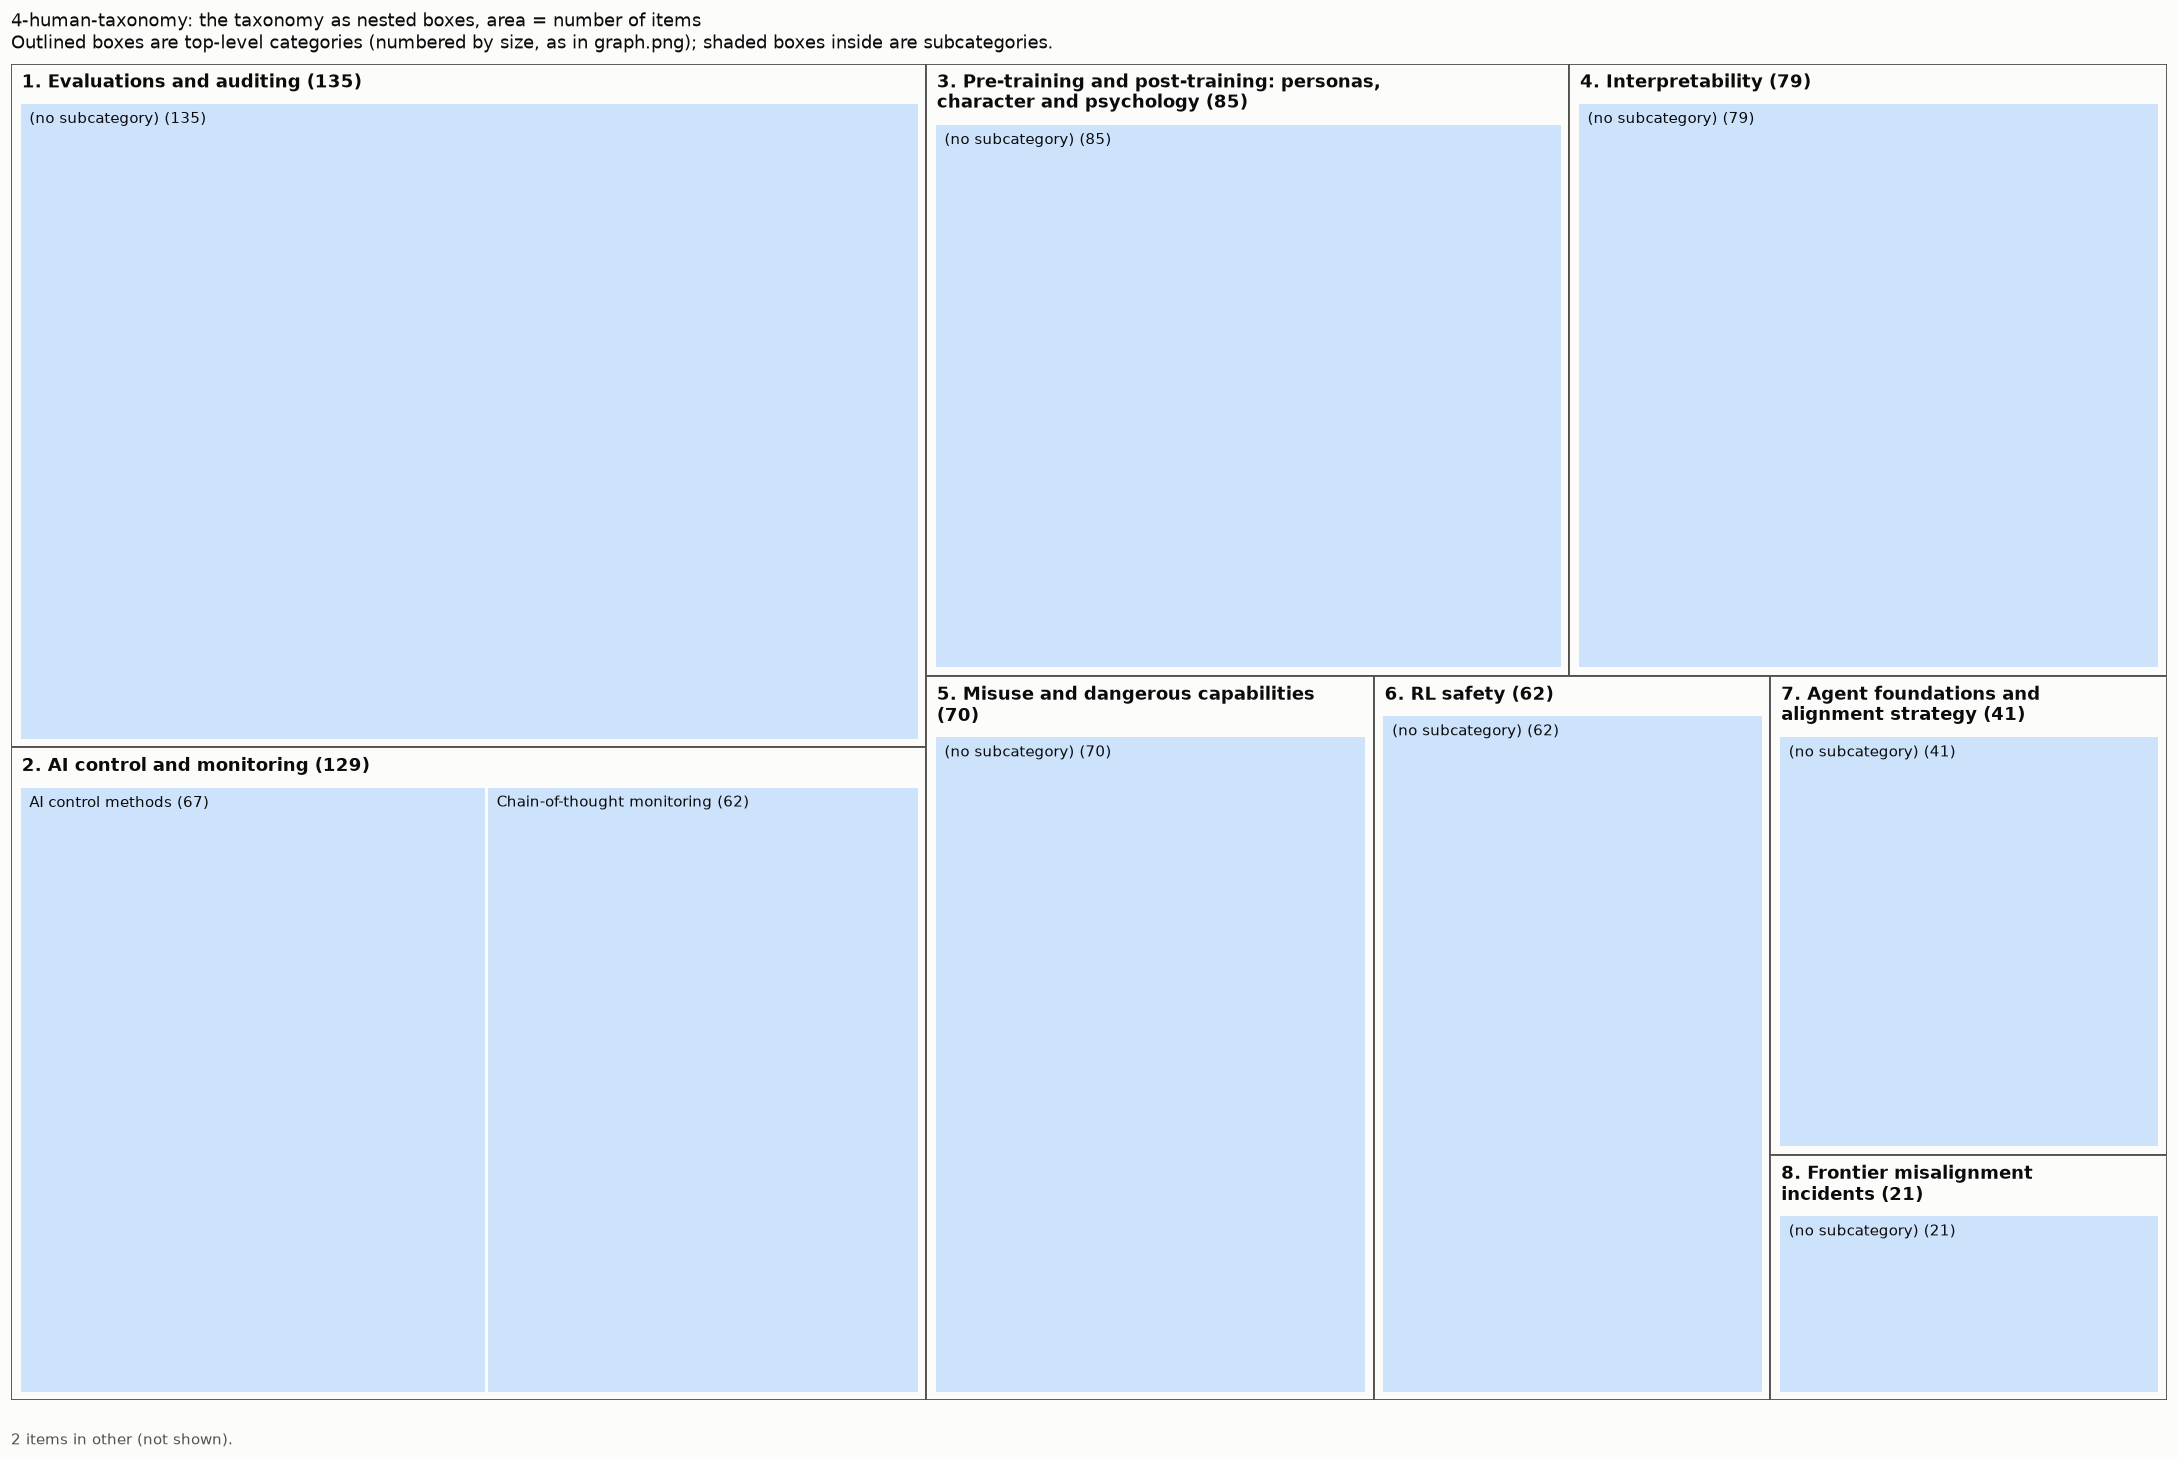 4-human-taxonomy: the taxonomy as nested boxes, area = number of items
Outlined boxes are top-level categories (numbered by size, as in graph.png); shaded boxes inside are subcategories.
1. Evaluations and auditing (135)
(no subcategory) (135)
2. AI control and monitoring (129)
AI control methods (67)
Chain-of-thought monitoring (62)
3. Pre-training and post-training: personas,
character and psychology (85)
(no subcategory) (85)
4. Interpretability (79)
(no subcategory) (79)
5. Misuse and dangerous capabilities
(70)
(no subcategory) (70)
6. RL safety (62)
(no subcategory) (62)
7. Agent foundations and
alignment strategy (41)
(no subcategory) (41)
8. Frontier misalignment
incidents (21)
(no subcategory) (21)
2 items in other (not shown).